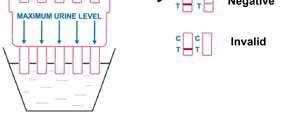 MAXIMUM URINE LEVEL
T T Negative
C C
T T Invalid